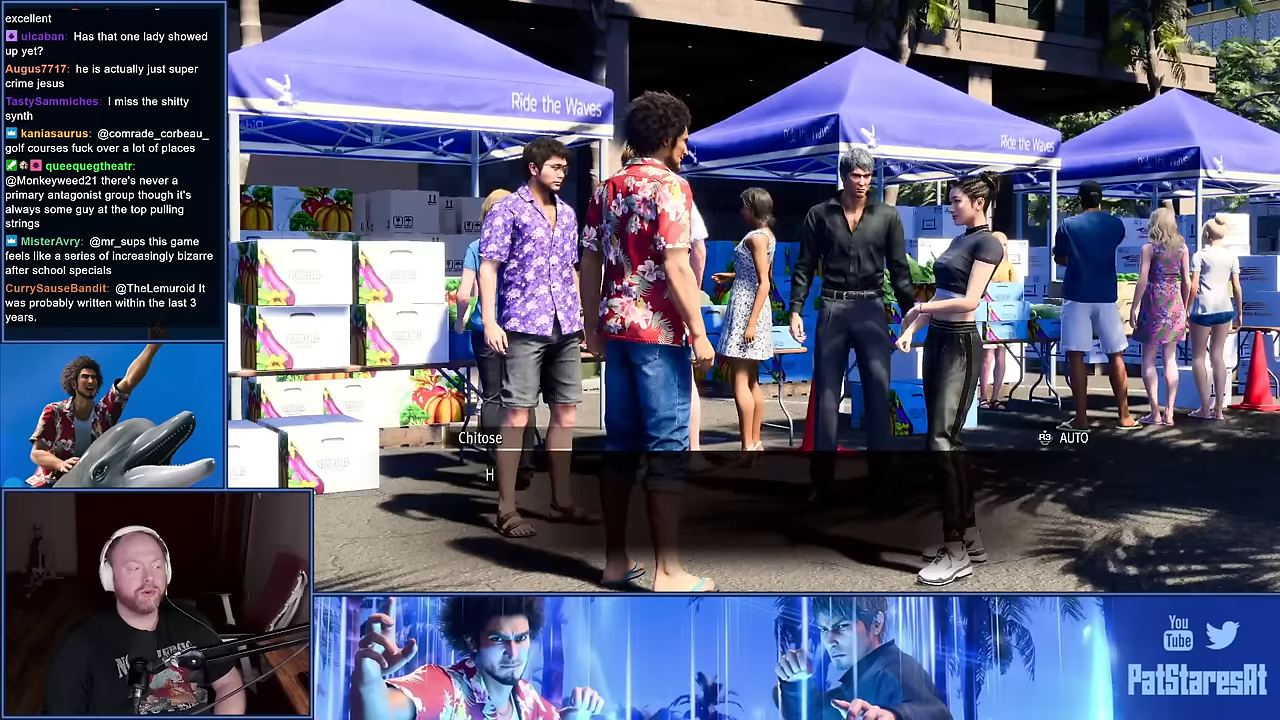 excellent
ulcaban: Has that one lady showed
up yet?
Augus7717: he is actually just super
crime jesus
TastySammiches: I miss the shitty
synth
kaniasaurus: @comrade_corbeau_
golf courses fuck over a lot of places
queequegtheatr:
@Monkeyweed21 there's never a
primary antagonist group though it's
always some guy at the top pulling
strings
MisterAvry: @mr_sups this game
feels like a series of increasingly bizarre
after school specials
CurrySauseBandit: @TheLemuroid It
was probably written within the last 3
years.
Ride the Waves
Ride the Waves
Chitose
R3 AUTO
H
You
Tube
PatStaresAt